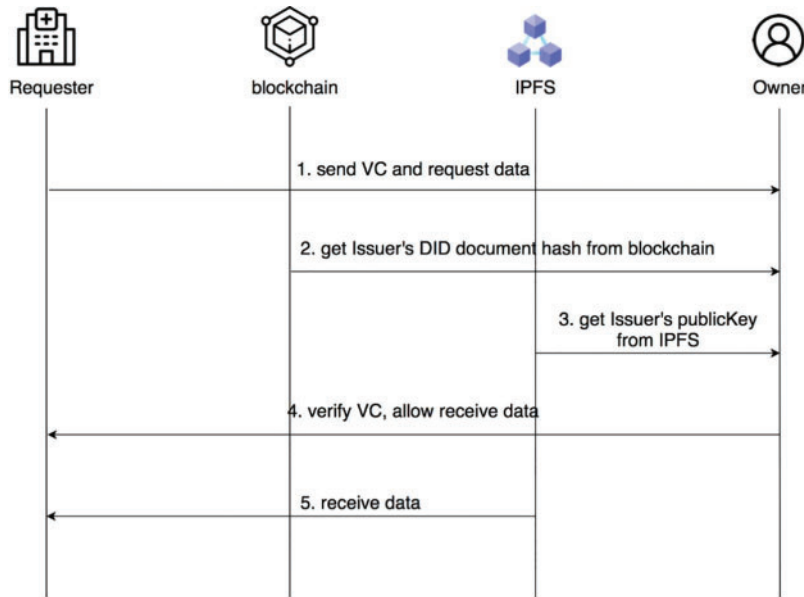 Requester
blockchain
IPFS
Owner
1. send VC and request data
2. get Issuer's DID document hash from blockchain
3. get Issuer's publicKey
from IPFS
4. verify VC, allow receive data
5. receive data